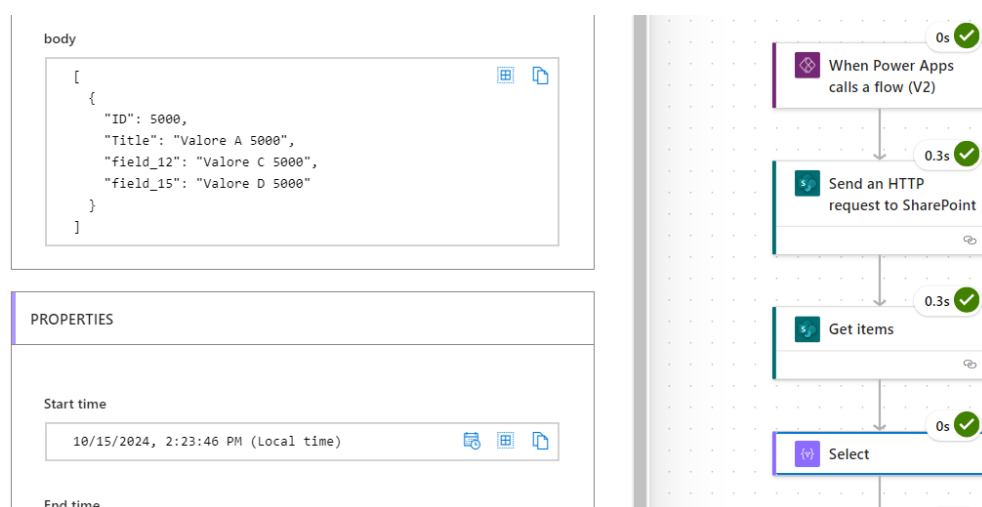 body
[
{
"ID": 5000,
"Title": "Valore A 5000",
"field_12": "Valore C 5000",
"field_15": "Valore D 5000"
}
]
PROPERTIES
Start time
10/15/2024, 2:23:46 PM (Local time)
End time
0s
When Power Apps
calls a flow (V2)
0.3s
Send an HTTP
request to SharePoint
0.3s
Get items
0s
Select